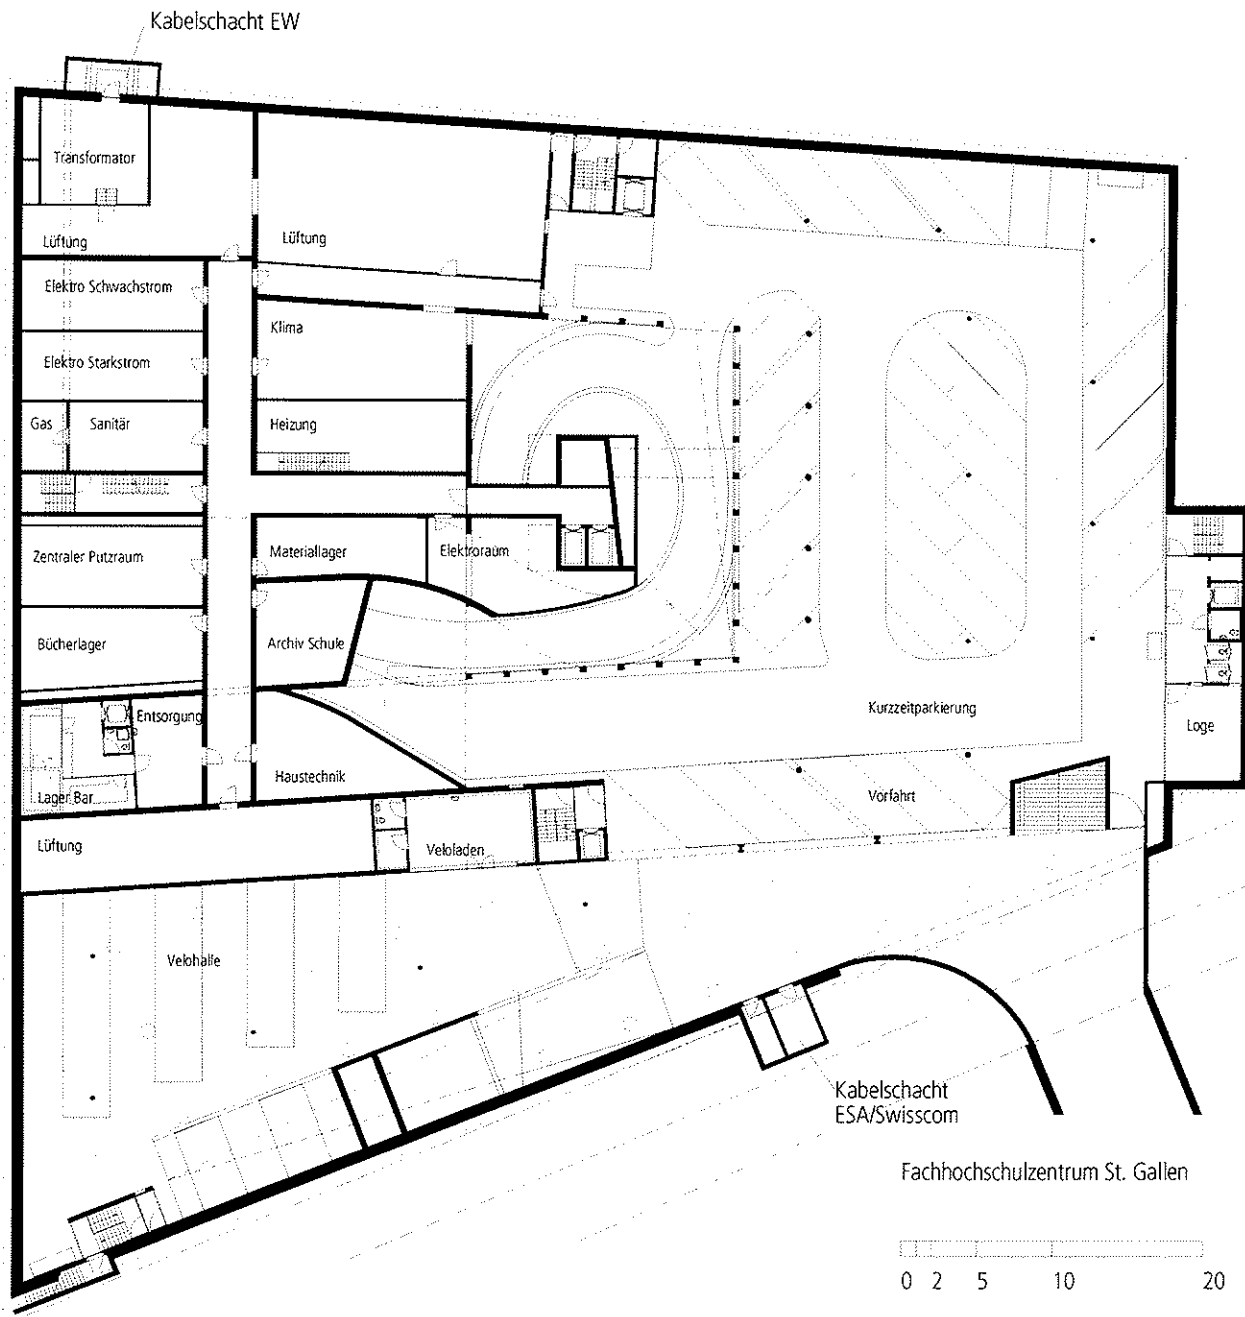 Kabelschacht EW
Transformator
Lüftung
Lüftung
Elektro Schwachstrom
Klima
Elektro Starkstrom
Gas
Sanitär
Heizung
Zentraler Putzraum
Materiallager
Elektroraum
Bücherlager
Archiv Schule
Entsorgung
Kurzzeitparkierung
Loge
Haustechnik
Lager Bar
Vorfahrt
Lüftung
Veloladen
Velohalle
Kabelschacht
ESA/Swisscom
Fachhochschulzentrum St. Gallen
0 2 5 10 20